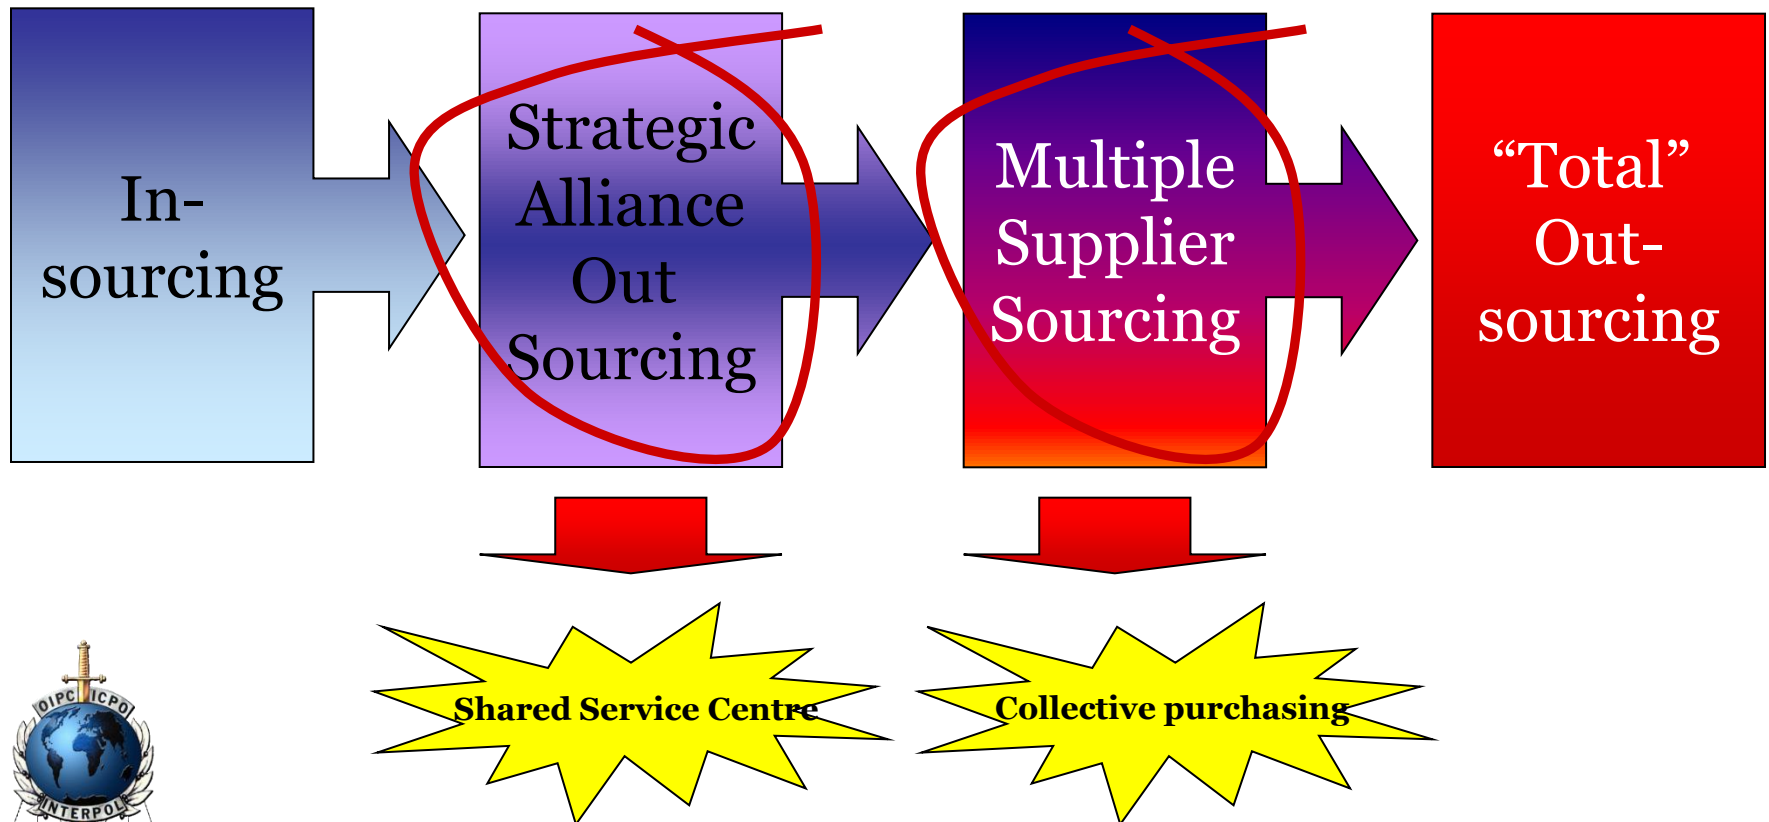 In-
sourcing
Strategic
Alliance
Out
Sourcing
Multiple
Supplier
Sourcing
“Total”
Out-
sourcing
Shared Service Centre
Collective purchasing
OIPC ICPO
INTERPOL